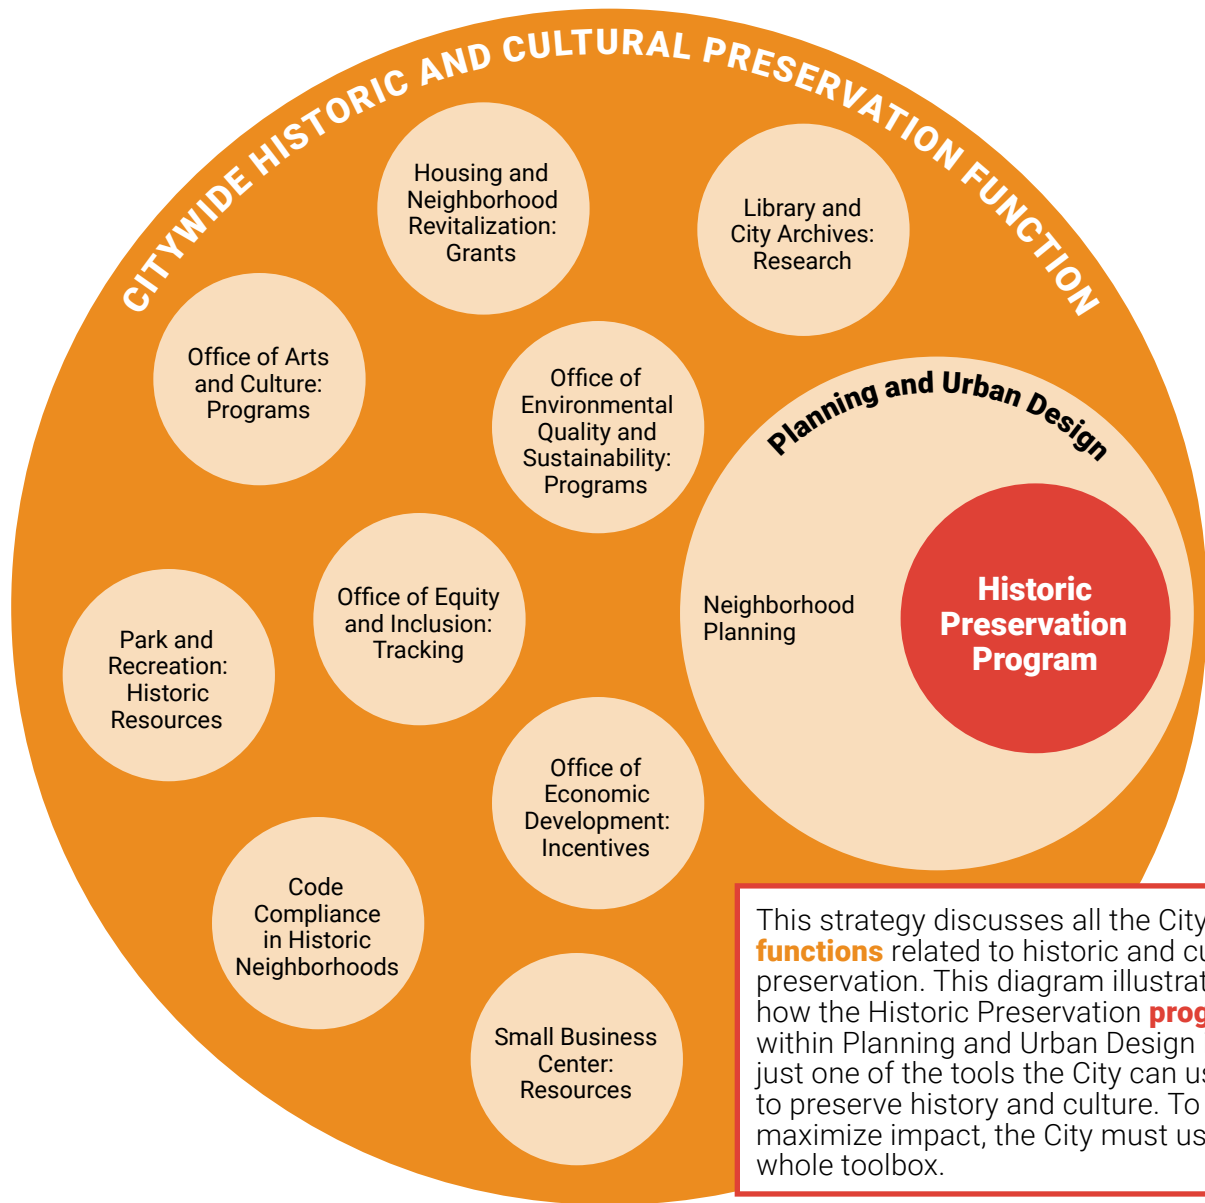 CITYWIDE HISTORIC AND CULTURAL PRESERVATION FUNCTION
Housing and
Neighborhood
Revitalization:
Grants
Library and
City Archives:
Research
Office of Arts
and Culture:
Programs
Office of
Environmental
Quality and
Sustainability:
Programs
Planning and Urban Design
Neighborhood
Planning
Historic
Preservation
Program
Office of Equity
and Inclusion:
Tracking
Park and
Recreation:
Historic
Resources
Office of
Economic
Development:
Incentives
Code
Compliance
in Historic
Neighborhoods
Small Business
Center:
Resources
This strategy discusses all the City
functions related to historic and
preservation. This diagram
how the Historic Preservation
within Planning and Urban Design
just one of the tools the City can
to preserve history and culture. To
maximize impact, the City must
whole toolbox.